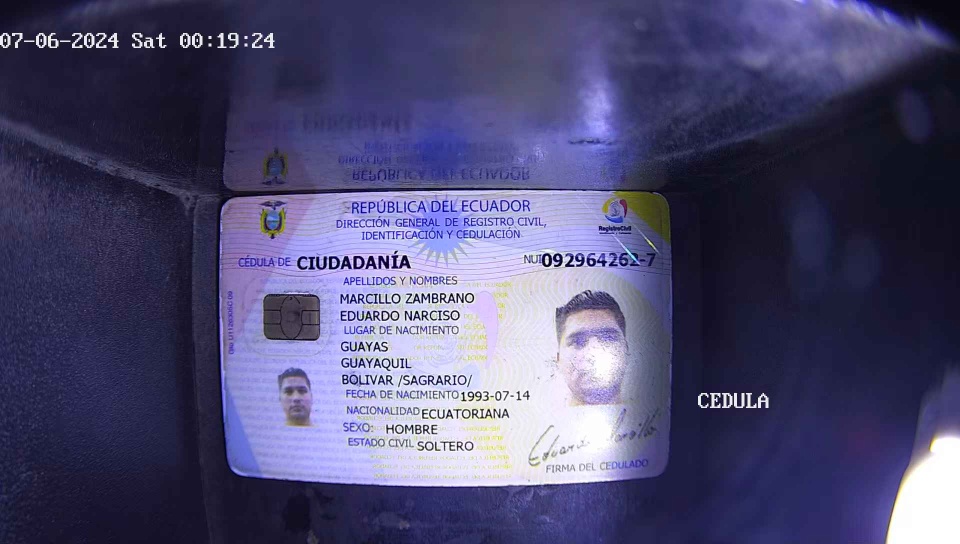 07-06-2024 Sat 00:19:24
REPÚBLICA DEL ECUADOR
DIRECCIÓN GENERAL DE REGISTRO CIVIL,
IDENTIFICACIÓN Y CEDULACIÓN
RegistroCivil
CÉDULA DE CIUDADANÍA
NUI 092964262-7
APELLIDOS Y NOMBRES
MARCILLO ZAMBRANO
EDUARDO NARCISO
LUGAR DE NACIMIENTO
GUAYAS
GUAYAQUIL
BOLIVAR /SAGRARIO/
FECHA DE NACIMIENTO 1993-07-14
NACIONALIDAD ECUATORIANA
SEXO: HOMBRE
ESTADO CIVIL SOLTERO
FIRMA DEL CEDULADO
CEDULA